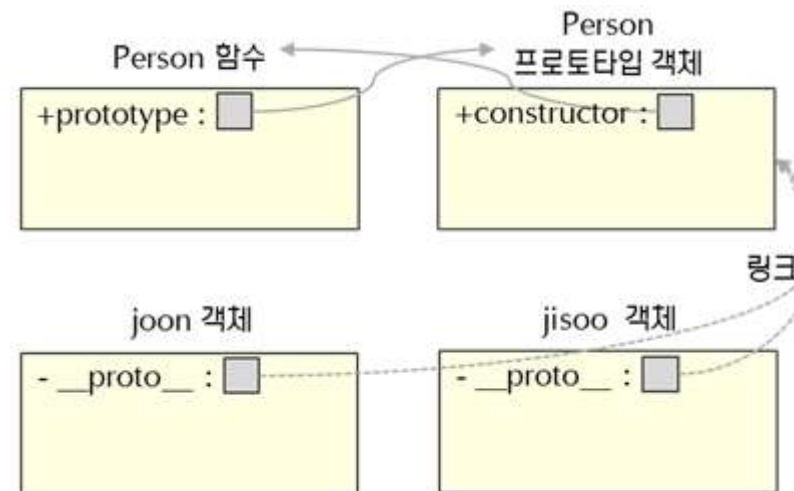 Person 함수
Person
프로토타입 객체
+prototype :
+constructor :
링크
joon 객체
jisoo 객체
- __proto__ :
- __proto__ :